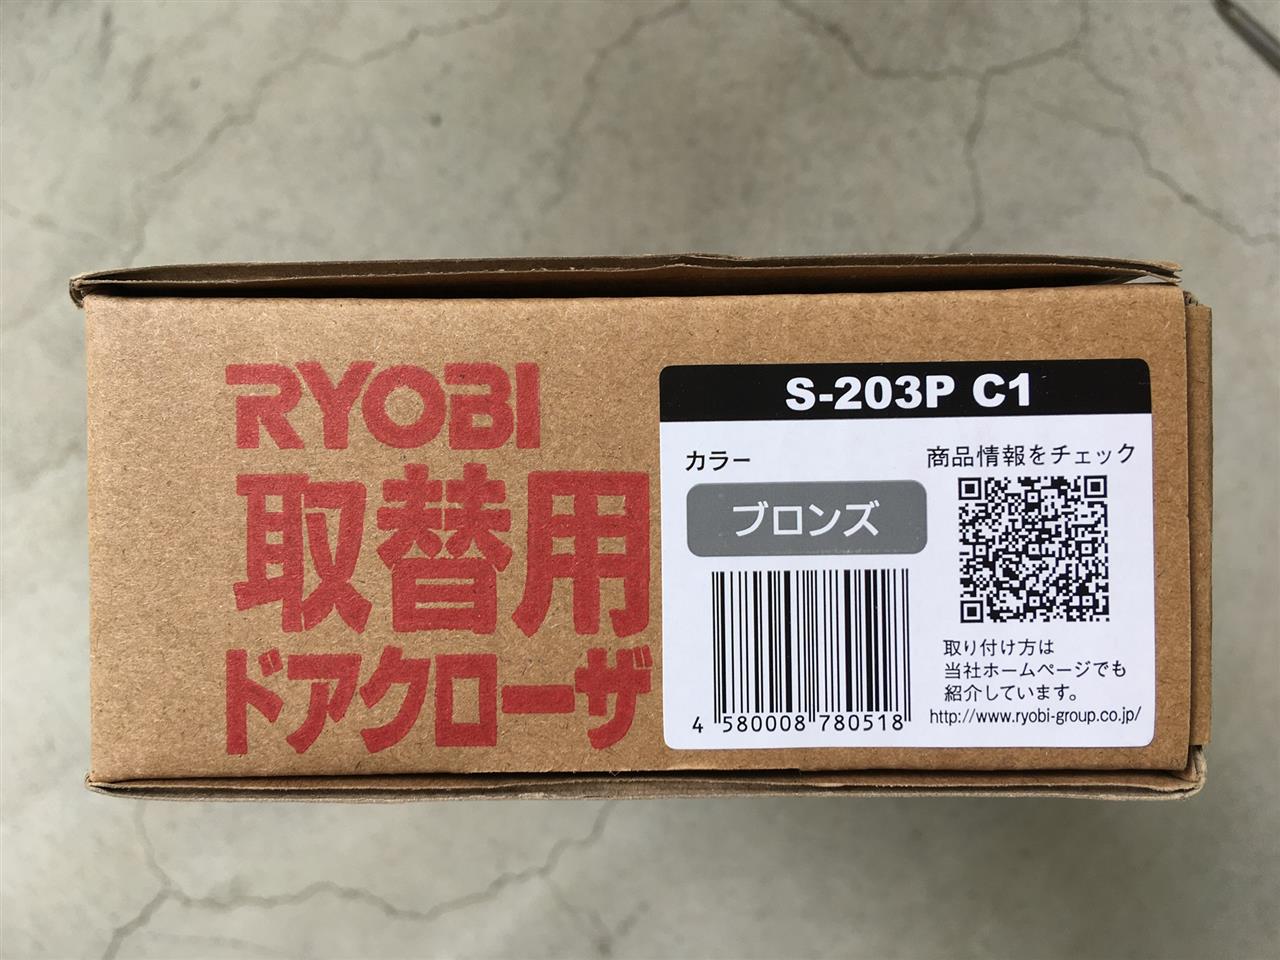 RYOBI
取替用
ドアクローザ
S-203P C1
カラー
ブロンズ
4 580008 780518
商品情報をチェック
取り付け方は
当社ホームページでも
紹介しています。
http://www.ryobi-group.co.jp/